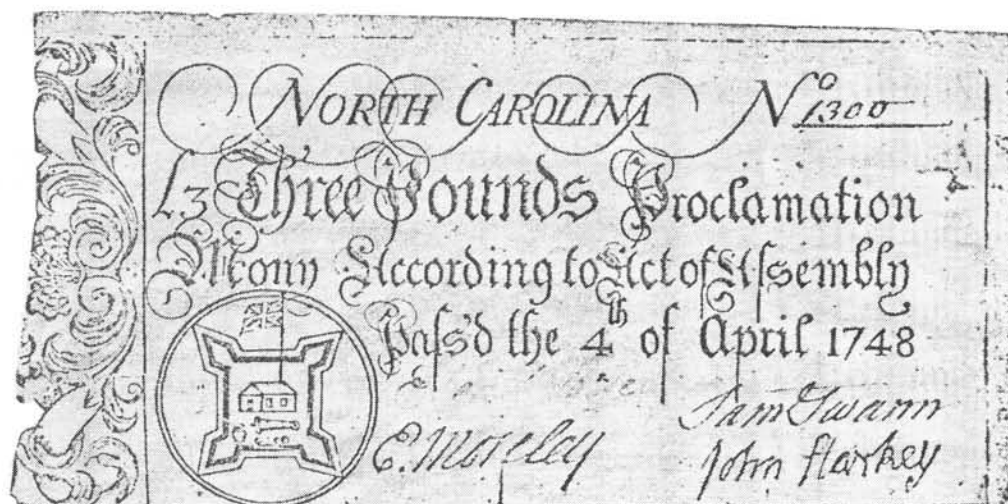 NORTH CAROLINA No 1300
L.3 Three Pounds Proclamation
Mony According to Act of Assembly
Pass'd the 4th of April 1748
Sam Swann
E. Moseley John Starkey